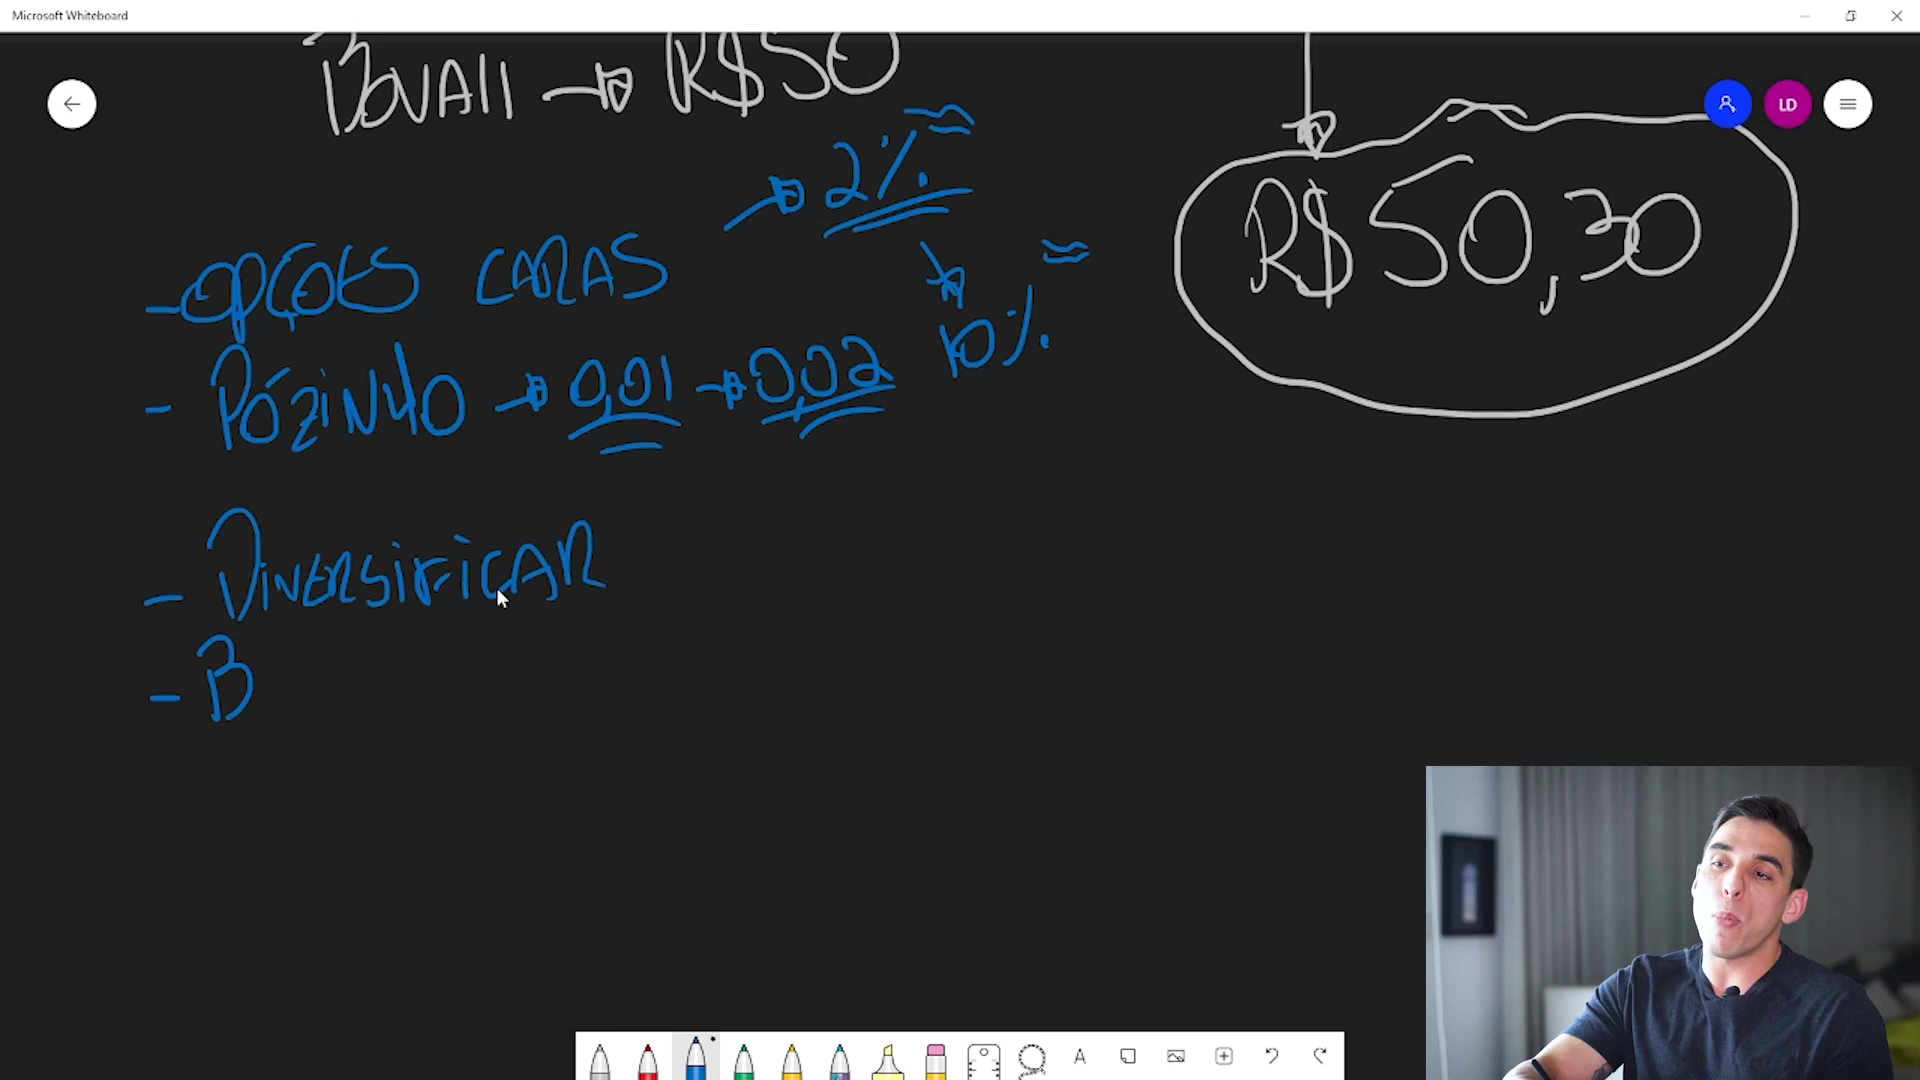 Microsoft Whiteboard
BOVA11 → R$50
LD
→ 2%
R$50,30
- OPÇÕES CARAS
10%
- PÓZINHO → 0,01 → 0,02
- DIVERSIFICAR
- B